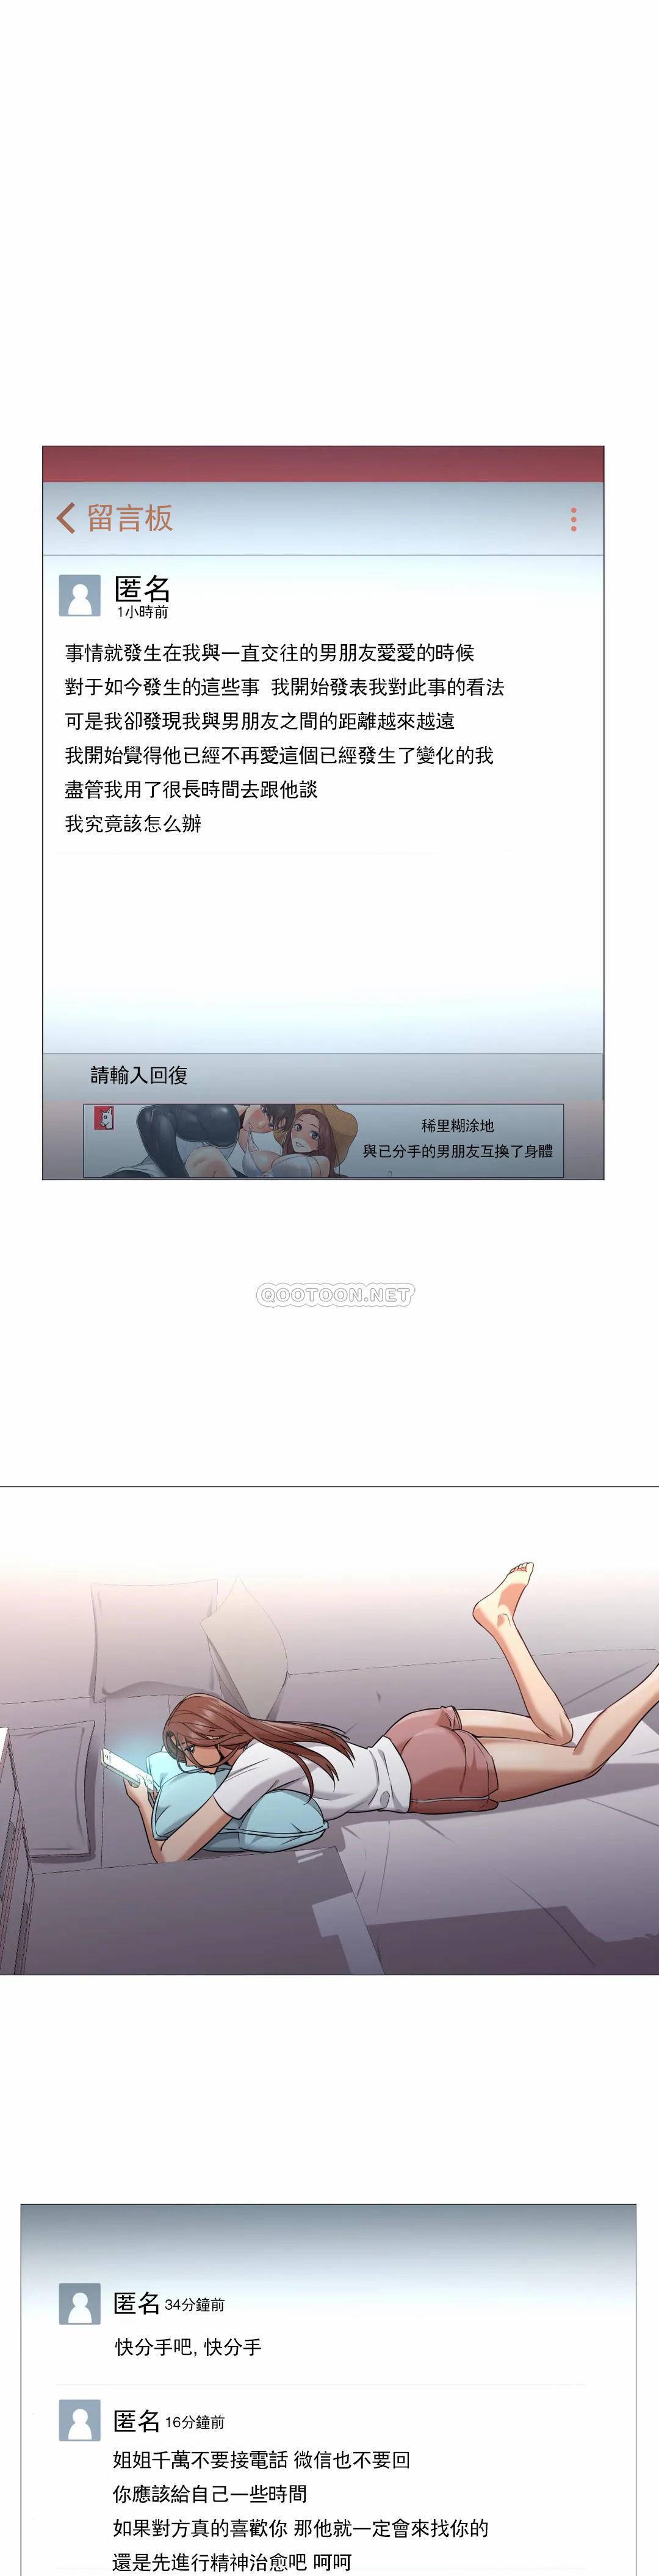 留言板
匿名
1小時前
事情就發生在我與一直交往的男朋友愛愛的時候
對于如今發生的這些事 我開始發表我對此事的看法
可是我卻發現我與男朋友之間的距離越來越遠
我開始覺得他已經不再愛這個已經發生了變化的我
盡管我用了很長時間去跟他談
我究竟該怎么辦
請輸入回復
稀里糊涂地
與已分手的男朋友互換了身體
QOOTOON.NET
匿名 34分鐘前
快分手吧, 快分手
匿名 16分鐘前
姐姐千萬不要接電話 微信也不要回
你應該給自己一些時間
如果對方真的喜歡你 那他就一定會來找你的
還是先進行精神治愈吧 呵呵